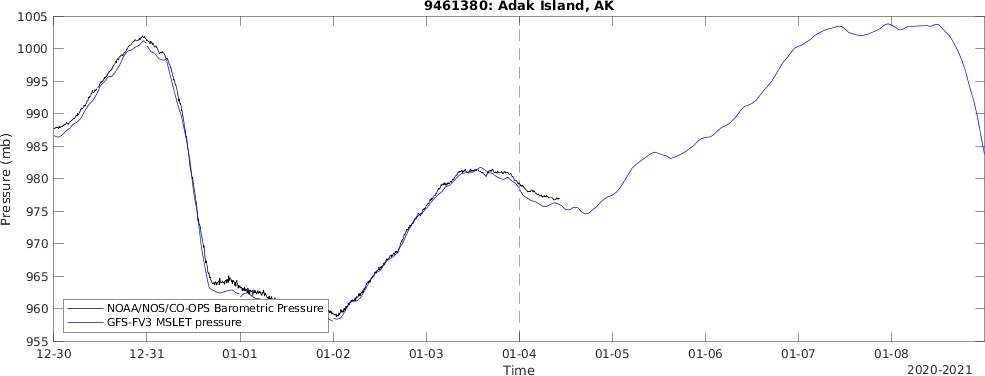 9461380: Adak Island, AK
Pressure (mb)
1005
1000
995
990
985
980
975
970
965
960
955
NOAA/NOS/CO-OPS Barometric Pressure
GFS-FV3 MSLET pressure
12-30 12-31 01-01 01-02 01-03 01-04 01-05 01-06 01-07 01-08
Time
2020-2021